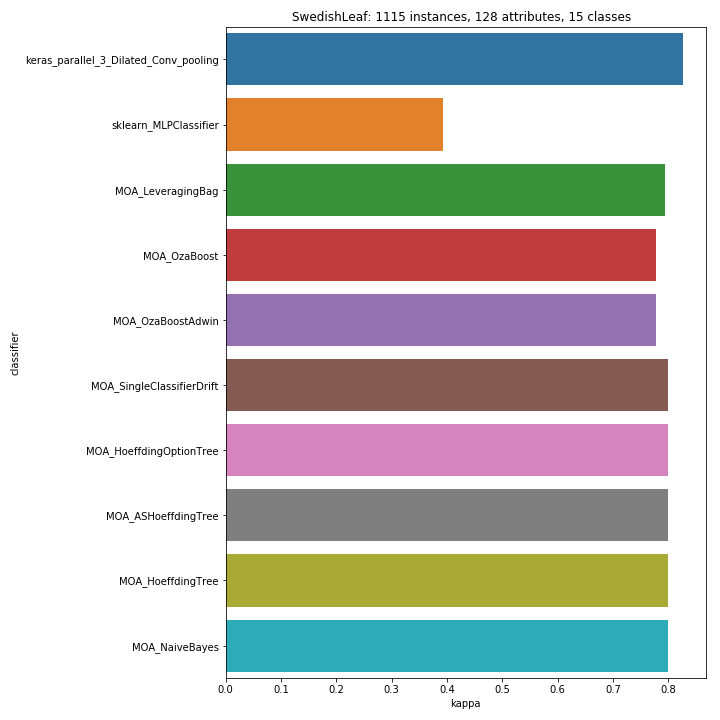 SwedishLeaf: 1115 instances, 128 attributes, 15 classes
classifier
keras_parallel_3_Dilated_Conv_pooling
sklearn_MLPClassifier
MOA_LeveragingBag
MOA_OzaBoost
MOA_OzaBoostAdwin
MOA_SingleClassifierDrift
MOA_HoeffdingOptionTree
MOA_ASHoeffdingTree
MOA_HoeffdingTree
MOA_NaiveBayes
0.0 0.1 0.2 0.3 0.4 0.5 0.6 0.7 0.8
kappa